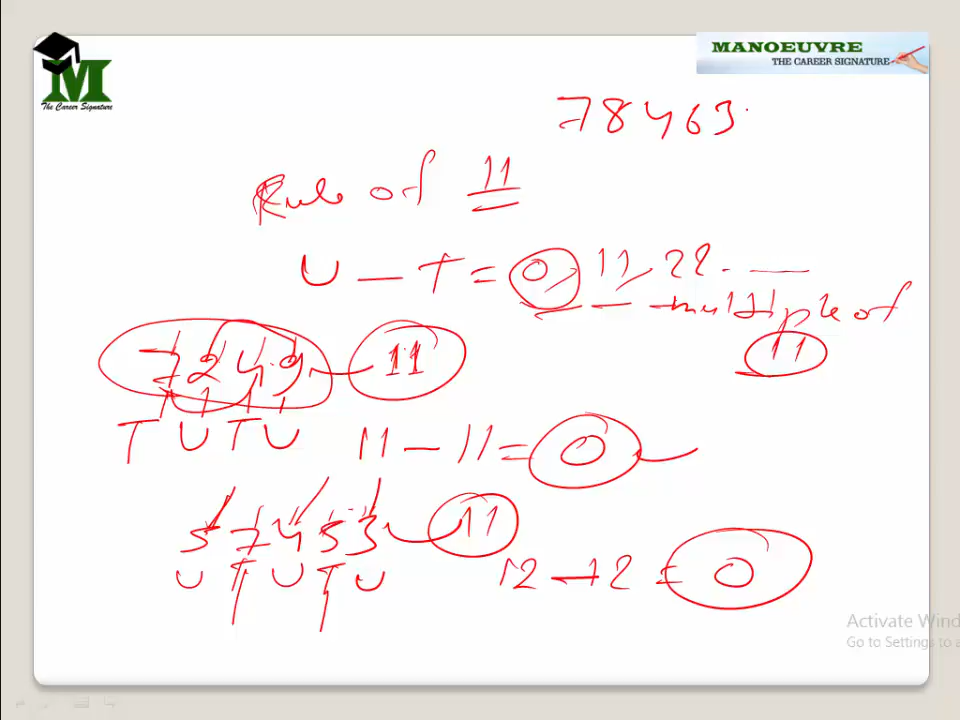 M
The Career Signature
MANOEUVRE
THE CAREER SIGNATURE
78463
Rule of 11
U - T = 0, 11, 22 . —
multiple of
11
7249 11
T U T U
11 - 11 = 0
57453 11
U T U T U
12 - 12 = 0
Activate Wind
Go to Settings to a